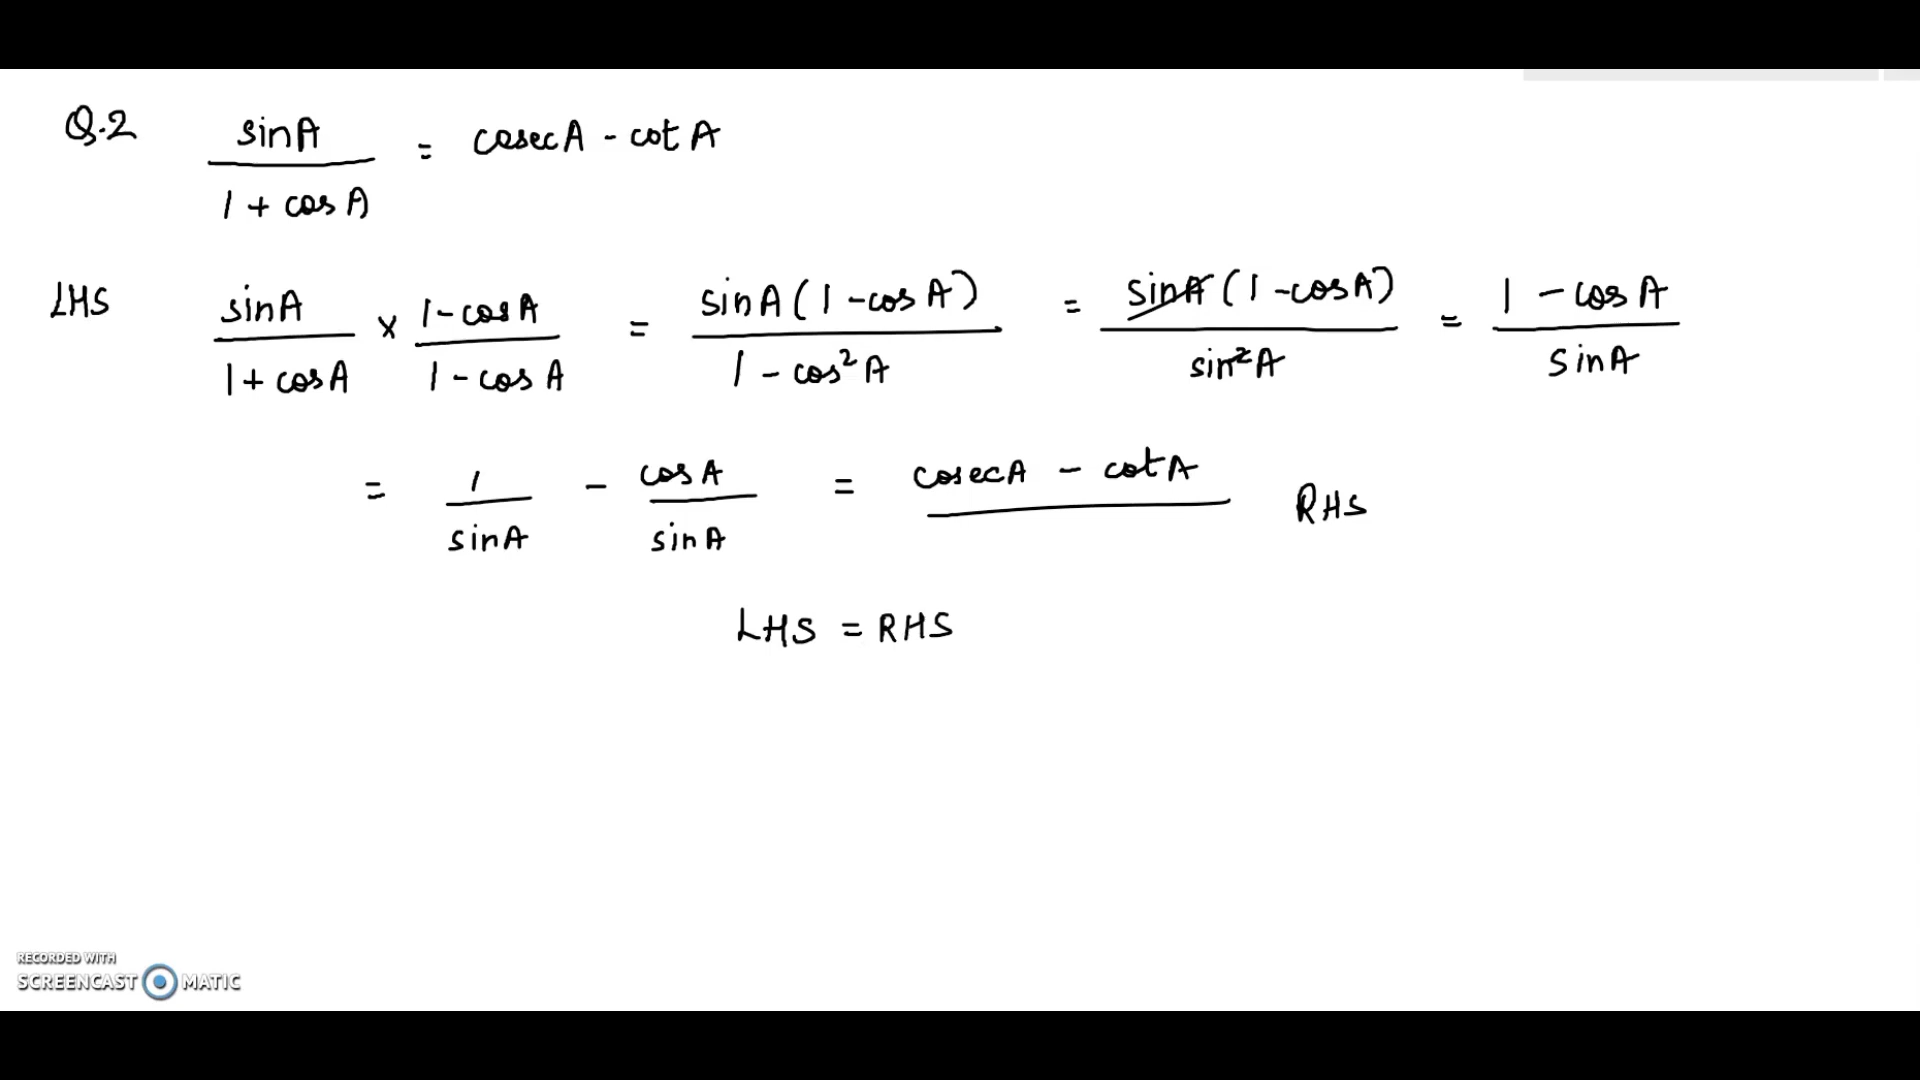 Q.2 sinA / 1 + cosA = cosecA - cotA
LHS sinA / 1 + cosA × 1 - cosA / 1 - cosA = sinA(1 - cosA) / 1 - cos²A = sinA(1 - cosA) / sin²A = 1 - cosA / sinA
= 1 / sinA - cosA / sinA = cosecA - cotA RHS
LHS = RHS
RECORDED WITH
SCREENCAST MATIC